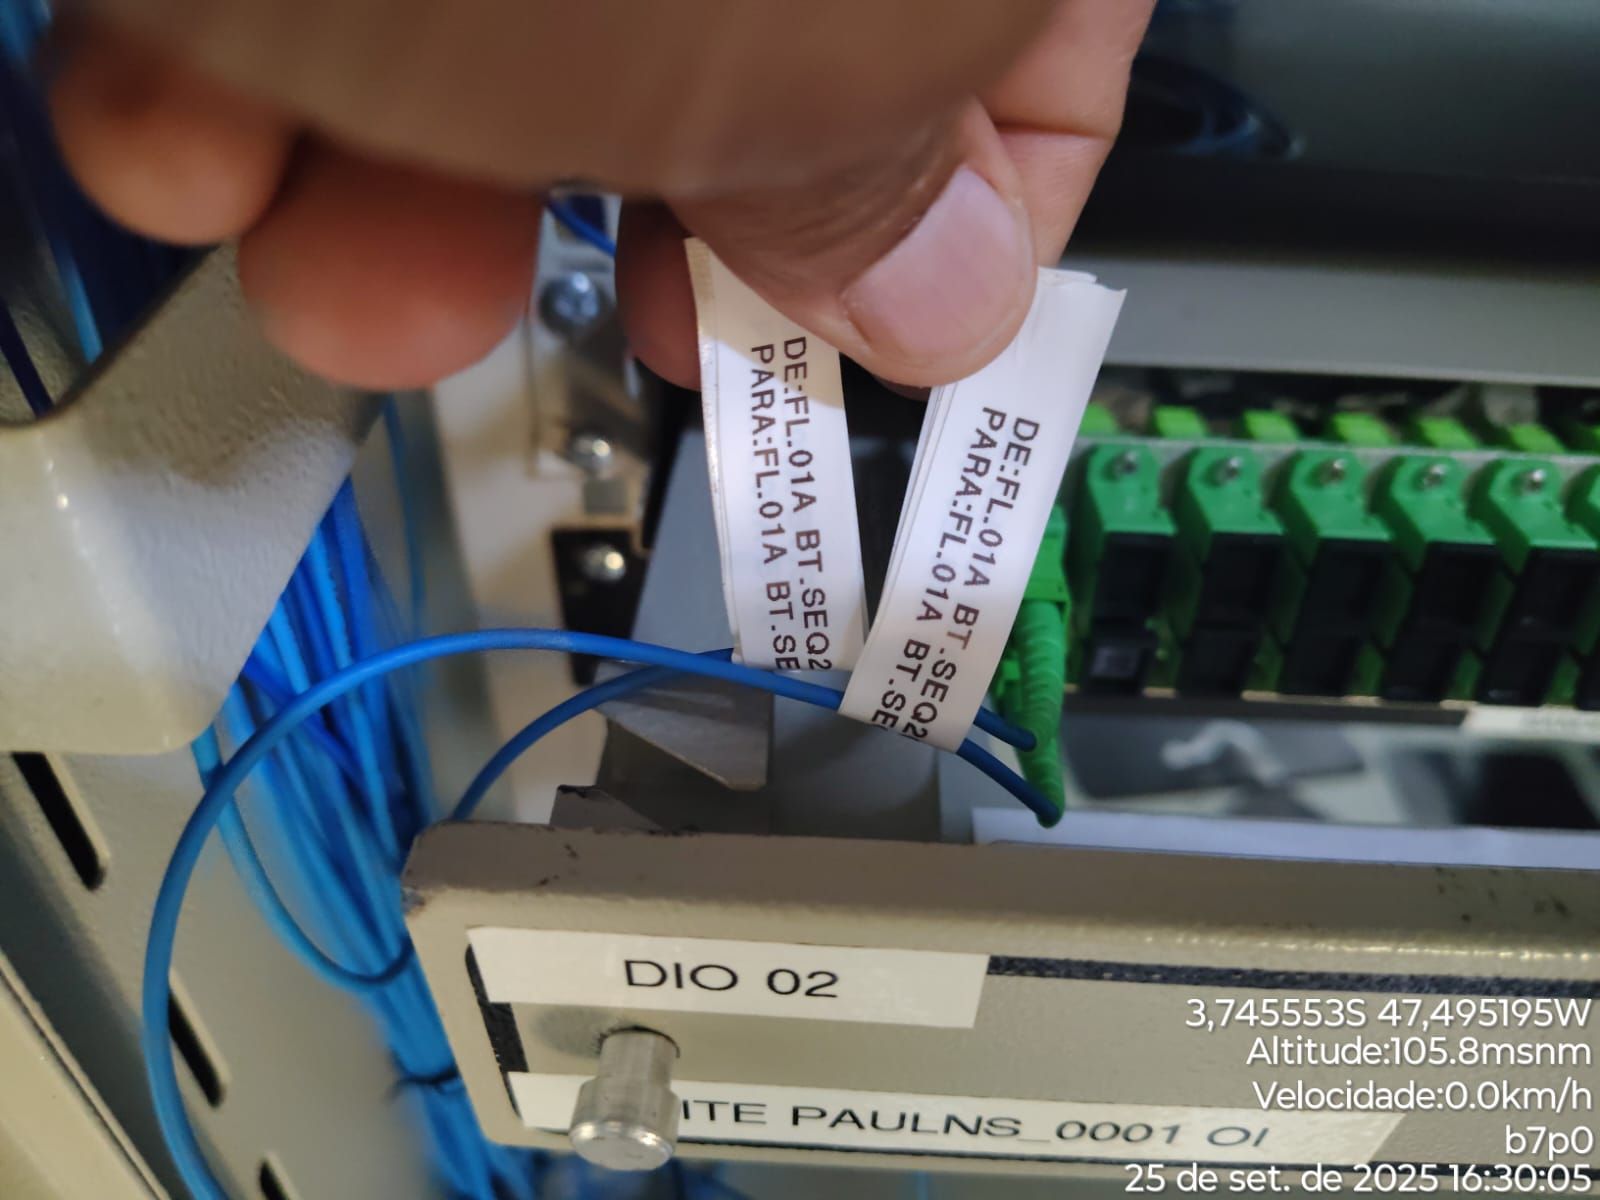 DE:FL.01A BT.SEQ2
PARA:FL.01A BT.SE
DE:FL.01A BT.SEQ2
PARA:FL.01A BT.SE
DIO 02
ITE PAULNS_0001 OI
3,745553S 47,495195W
Altitude:105.8msnm
Velocidade:0.0km/h
b7p0
25 de set. de 2025 16:30:05